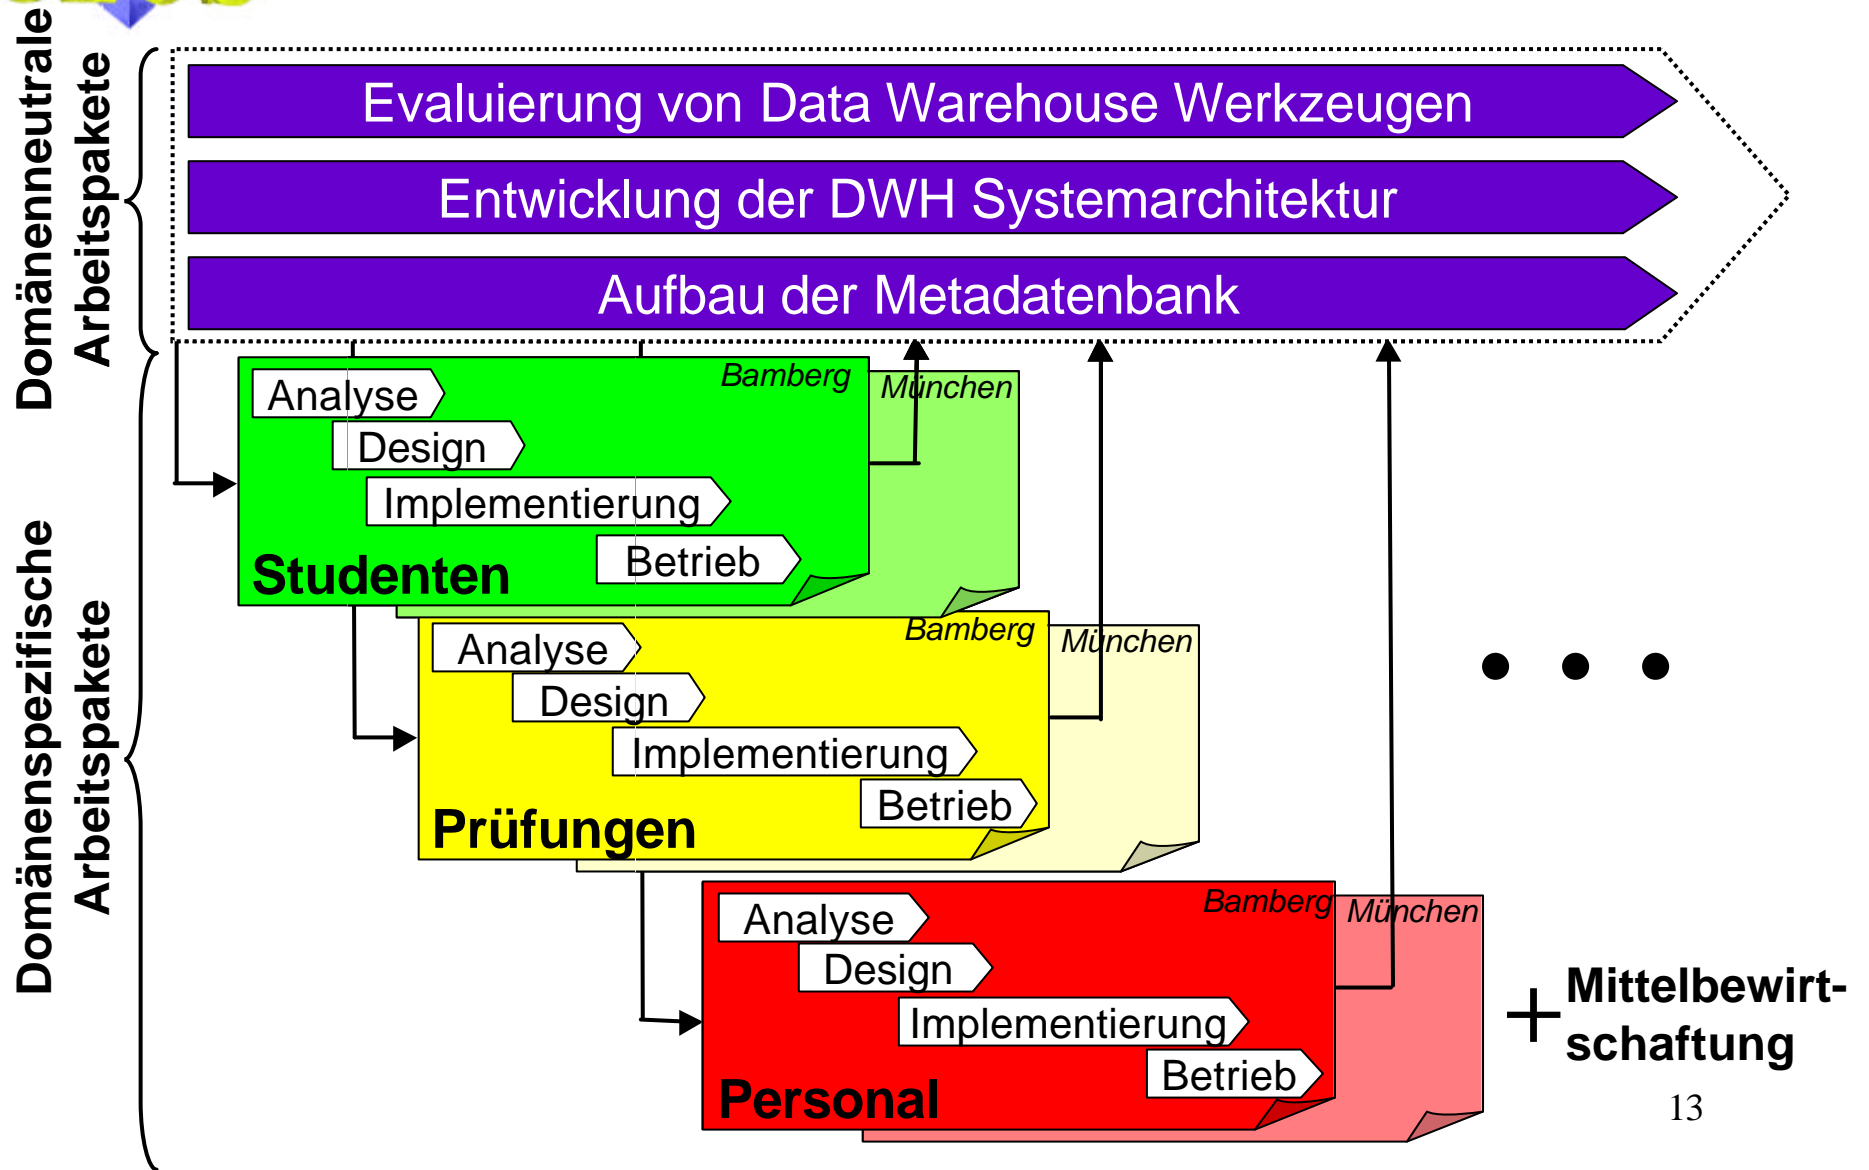 Domänenneutrale
Arbeitspakete
Evaluierung von Data Warehouse Werkzeugen
Entwicklung der DWH Systemarchitektur
Aufbau der Metadatenbank
Domänenspezifische
Arbeitspakete
Bamberg
München
Analyse
Design
Implementierung
Betrieb
Studenten
Bamberg
München
Analyse
Design
Implementierung
Betrieb
Prüfungen
• • •
Bamberg
München
Analyse
Design
Implementierung
Betrieb
Personal
+
Mittelbewirt-
schaftung
13